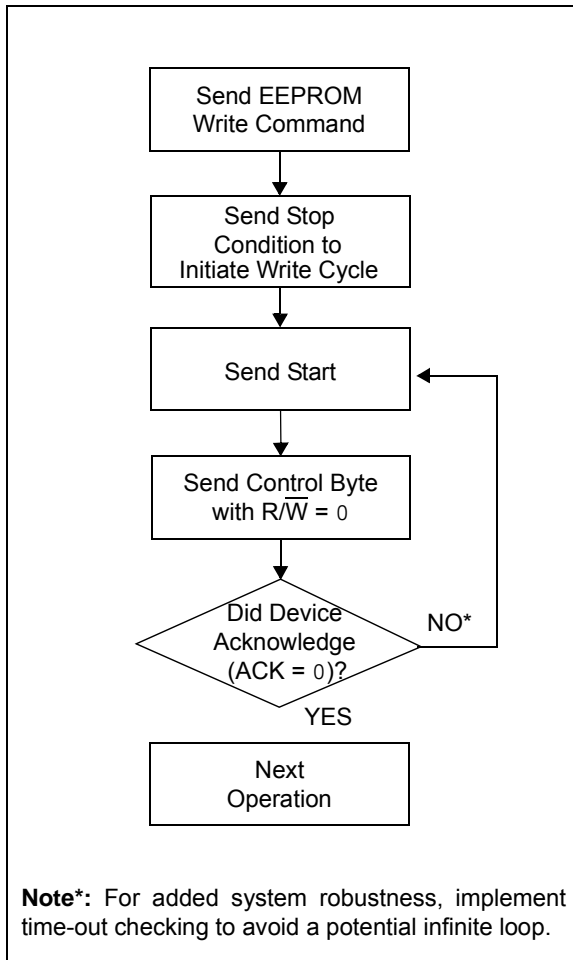 Send EEPROM
Write Command
Send Stop
Condition to
Initiate Write Cycle
Send Start
Send Control Byte
with R/W̅ = 0
Did Device
Acknowledge
(ACK = 0)?
NO*
YES
Next
Operation
Note*: For added system robustness, implement
time-out checking to avoid a potential infinite loop.